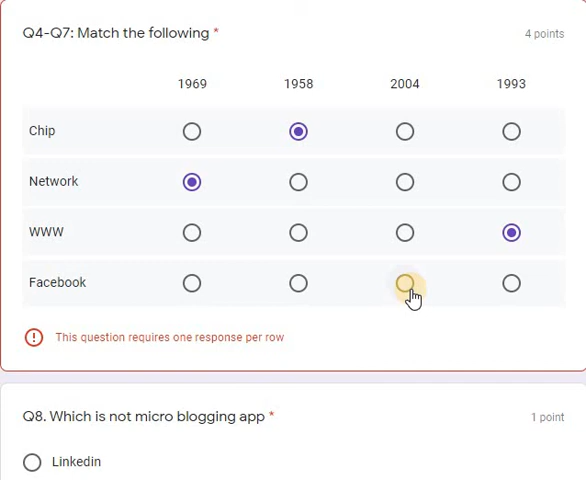 Q4-Q7: Match the following *
4 points
1969 1958 2004 1993
Chip
Network
WWW
Facebook
This question requires one response per row
Q8. Which is not micro blogging app *
1 point
Linkedin